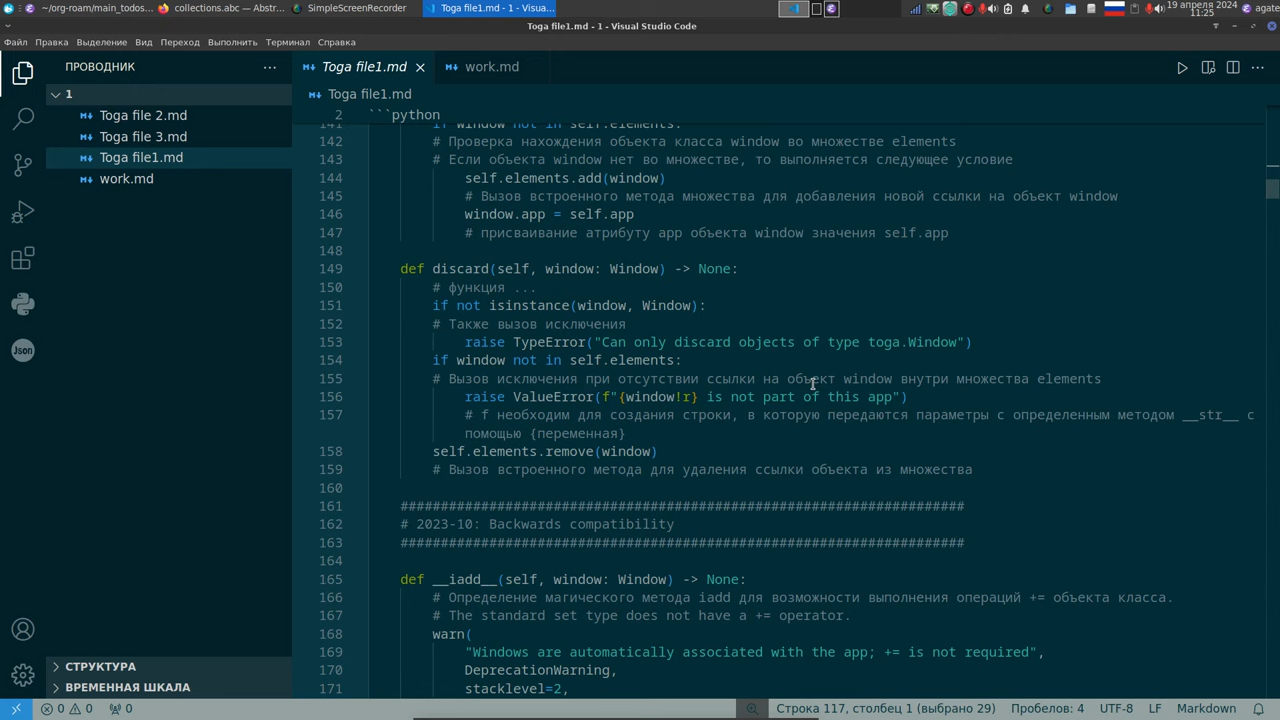 ~/org-roam/main_todos...
collections.abc — Abstr...
SimpleScreenRecorder
Toga file1.md - 1 - Visua...
19 апреля 2024
11:25
agate
Toga file1.md - 1 - Visual Studio Code
Файл Правка Выделение Вид Переход Выполнить Терминал Справка
ПРОВОДНИК
1
Toga file 2.md
Toga file 3.md
Toga file1.md
work.md
СТРУКТУРА
ВРЕМЕННАЯ ШКАЛА
Json
Toga file1.md
work.md
Toga file1.md
2 ```python
141 if window not in self.elements:
142 # Проверка нахождения объекта класса window во множестве elements
143 # Если объекта window нет во множестве, то выполняется следующее условие
144 self.elements.add(window)
145 # Вызов встроенного метода множества для добавления новой ссылки на объект window
146 window.app = self.app
147 # присваивание атрибуту app объекта window значения self.app
148
149 def discard(self, window: Window) -> None:
150 # функция ...
151 if not isinstance(window, Window):
152 # Также вызов исключения
153 raise TypeError("Can only discard objects of type toga.Window")
154 if window not in self.elements:
155 # Вызов исключения при отсутствии ссылки на объект window внутри множества elements
156 raise ValueError(f"{window!r} is not part of this app")
157 # f необходим для создания строки, в которую передаются параметры с определенным методом __str__ с
помощью {переменная}
158 self.elements.remove(window)
159 # Вызов встроенного метода для удаления ссылки объекта из множества
160
161 ######################################################################
162 # 2023-10: Backwards compatibility
163 ######################################################################
164
165 def __iadd__(self, window: Window) -> None:
166 # Определение магического метода iadd для возможности выполнения операций += объекта класса.
167 # The standard set type does not have a += operator.
168 warn(
169 "Windows are automatically associated with the app; += is not required",
170 DeprecationWarning,
171 stacklevel=2,
0 0 0
Строка 117, столбец 1 (выбрано 29) Пробелов: 4 UTF-8 LF Markdown